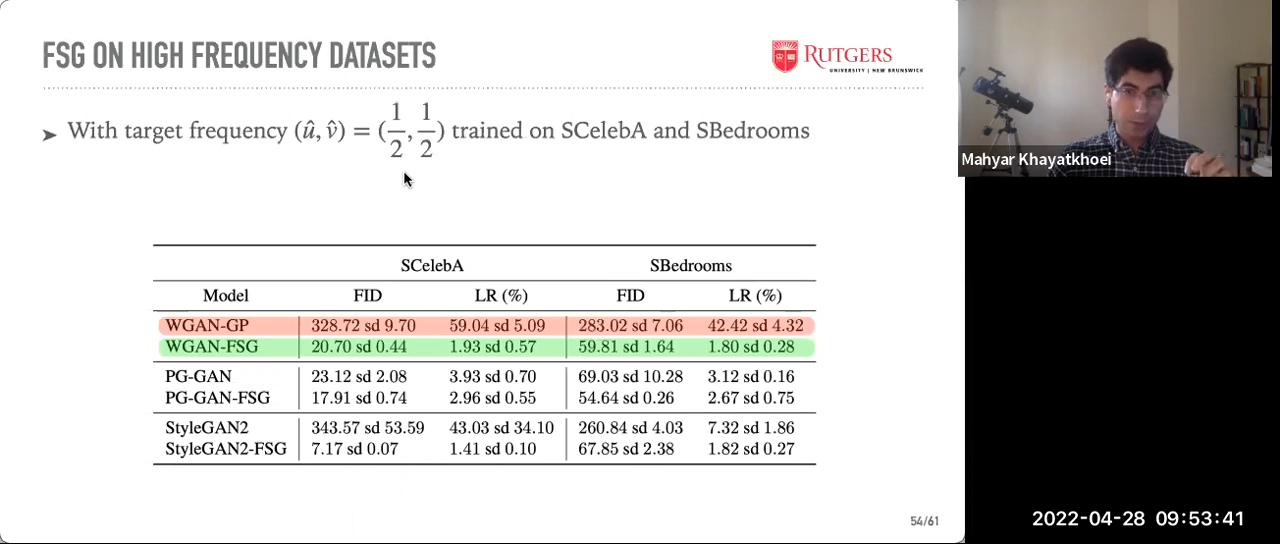 FSG ON HIGH FREQUENCY DATASETS
RUTGERS
UNIVERSITY | NEW BRUNSWICK
➤ With target frequency (û, v̂) = (1/2, 1/2) trained on SCelebA and SBedrooms
Mahyar Khayatkhoei
SCelebA SBedrooms
Model FID LR (%) FID LR (%)
WGAN-GP 328.72 sd 9.70 59.04 sd 5.09 283.02 sd 7.06 42.42 sd 4.32
WGAN-FSG 20.70 sd 0.44 1.93 sd 0.57 59.81 sd 1.64 1.80 sd 0.28
PG-GAN 23.12 sd 2.08 3.93 sd 0.70 69.03 sd 10.28 3.12 sd 0.16
PG-GAN-FSG 17.91 sd 0.74 2.96 sd 0.55 54.64 sd 0.26 2.67 sd 0.75
StyleGAN2 343.57 sd 53.59 43.03 sd 34.10 260.84 sd 4.03 7.32 sd 1.86
StyleGAN2-FSG 7.17 sd 0.07 1.41 sd 0.10 67.85 sd 2.38 1.82 sd 0.27
54/61
2022-04-28 09:53:41